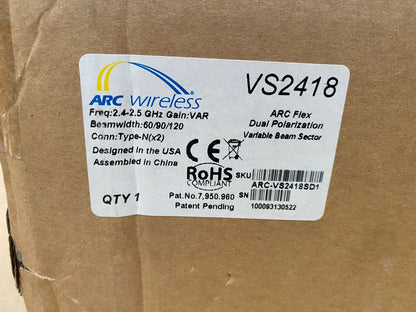 ARC wireless
VS2418
Freq:2.4-2.5 GHz Gain:VAR
Beamwidth:60/90/120
Conn:Type-N(x2)
ARC Flex
Dual Polarization
Variable Beam Sector
Designed in the USA
Assembled in China
CE
RoHS
COMPLIANT
SKU
ARC-VS2418SD1
QTY 1
Pat.No.7,950,960
Patent Pending
SN
100093130522